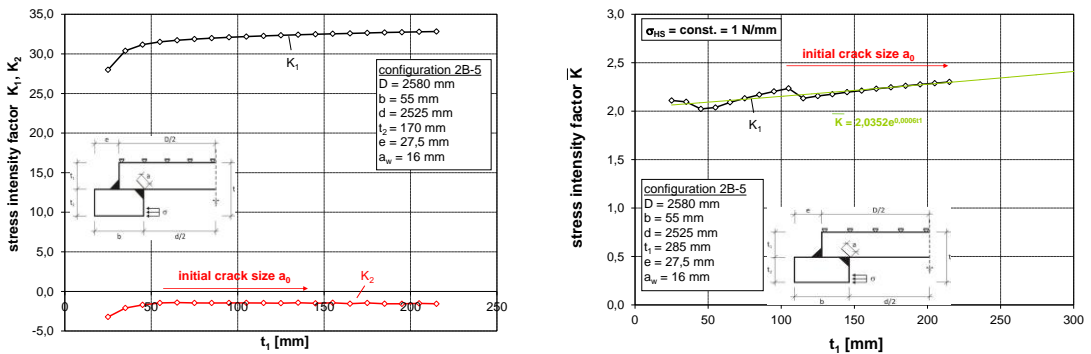 stress intensity factor K1, K2
35,0
30,0
25,0
20,0
15,0
10,0
5,0
0,0
-5,0
K1
configuration 2B-5
D = 2580 mm
b = 55 mm
d = 2525 mm
t2 = 170 mm
e = 27,5 mm
aw = 16 mm
e
D/2
a
t1
t
σ
b
d/2
initial crack size a0
K2
0
50
100
150
200
250
t1 [mm]
stress intensity factor K̅
3,0
2,5
2,0
1,5
1,0
0,5
0,0
σHS = const. = 1 N/mm
initial crack size a0
K1
K̅ = 2,0352e^0,0006t1
configuration 2B-5
D = 2580 mm
b = 55 mm
d = 2525 mm
t1 = 285 mm
e = 27,5 mm
aw = 16 mm
e
D/2
a
t1
t
σ
b
d/2
0
50
100
150
200
250
300
t1 [mm]